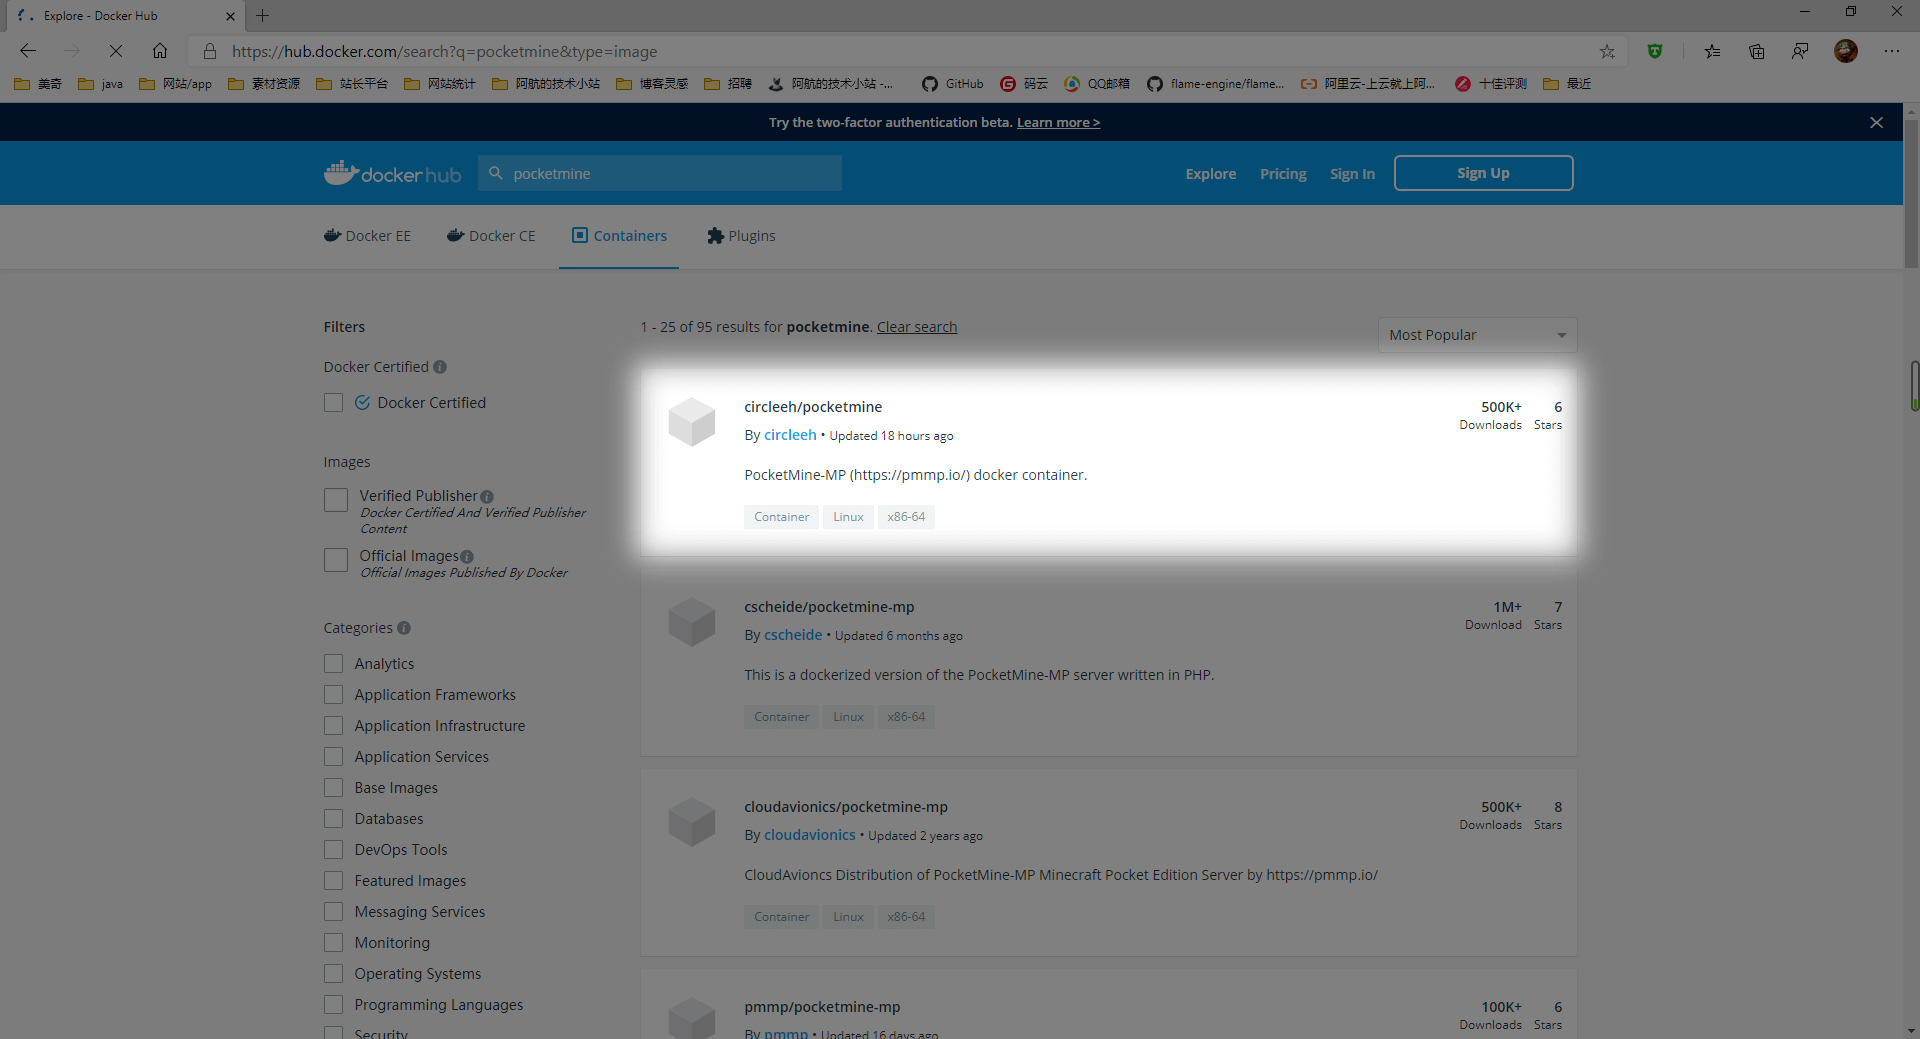 Explore - Docker Hub
https://hub.docker.com/search?q=pocketmine&type=image
美奇 java 网站/app 素材资源 站长平台 网站统计 阿航的技术小站 博客灵感 招聘 阿航的技术小站 -... GitHub 码云 QQ邮箱 flame-engine/flame... 阿里云-上云就上阿... 十佳评测 最近
Try the two-factor authentication beta. Learn more >
docker hub pocketmine Explore Pricing Sign In Sign Up
Docker EE Docker CE Containers Plugins
Filters
Docker Certified
Docker Certified
Images
Verified Publisher
Docker Certified And Verified Publisher
Content
Official Images
Official Images Published By Docker
Categories
Analytics
Application Frameworks
Application Infrastructure
Application Services
Base Images
Databases
DevOps Tools
Featured Images
Messaging Services
Monitoring
Operating Systems
Programming Languages
Security
1 - 25 of 95 results for pocketmine. Clear search
Most Popular
circleeh/pocketmine
By circleeh • Updated 18 hours ago
PocketMine-MP (https://pmmp.io/) docker container.
Container Linux x86-64
500K+ 6
Downloads Stars
cscheide/pocketmine-mp
By cscheide • Updated 6 months ago
This is a dockerized version of the PocketMine-MP server written in PHP.
Container Linux x86-64
1M+ 7
Download Stars
cloudavionics/pocketmine-mp
By cloudavionics • Updated 2 years ago
CloudAvioncs Distribution of PocketMine-MP Minecraft Pocket Edition Server by https://pmmp.io/
Container Linux x86-64
500K+ 8
Downloads Stars
pmmp/pocketmine-mp
By pmmp • Updated 16 days ago
100K+ 6
Downloads Stars